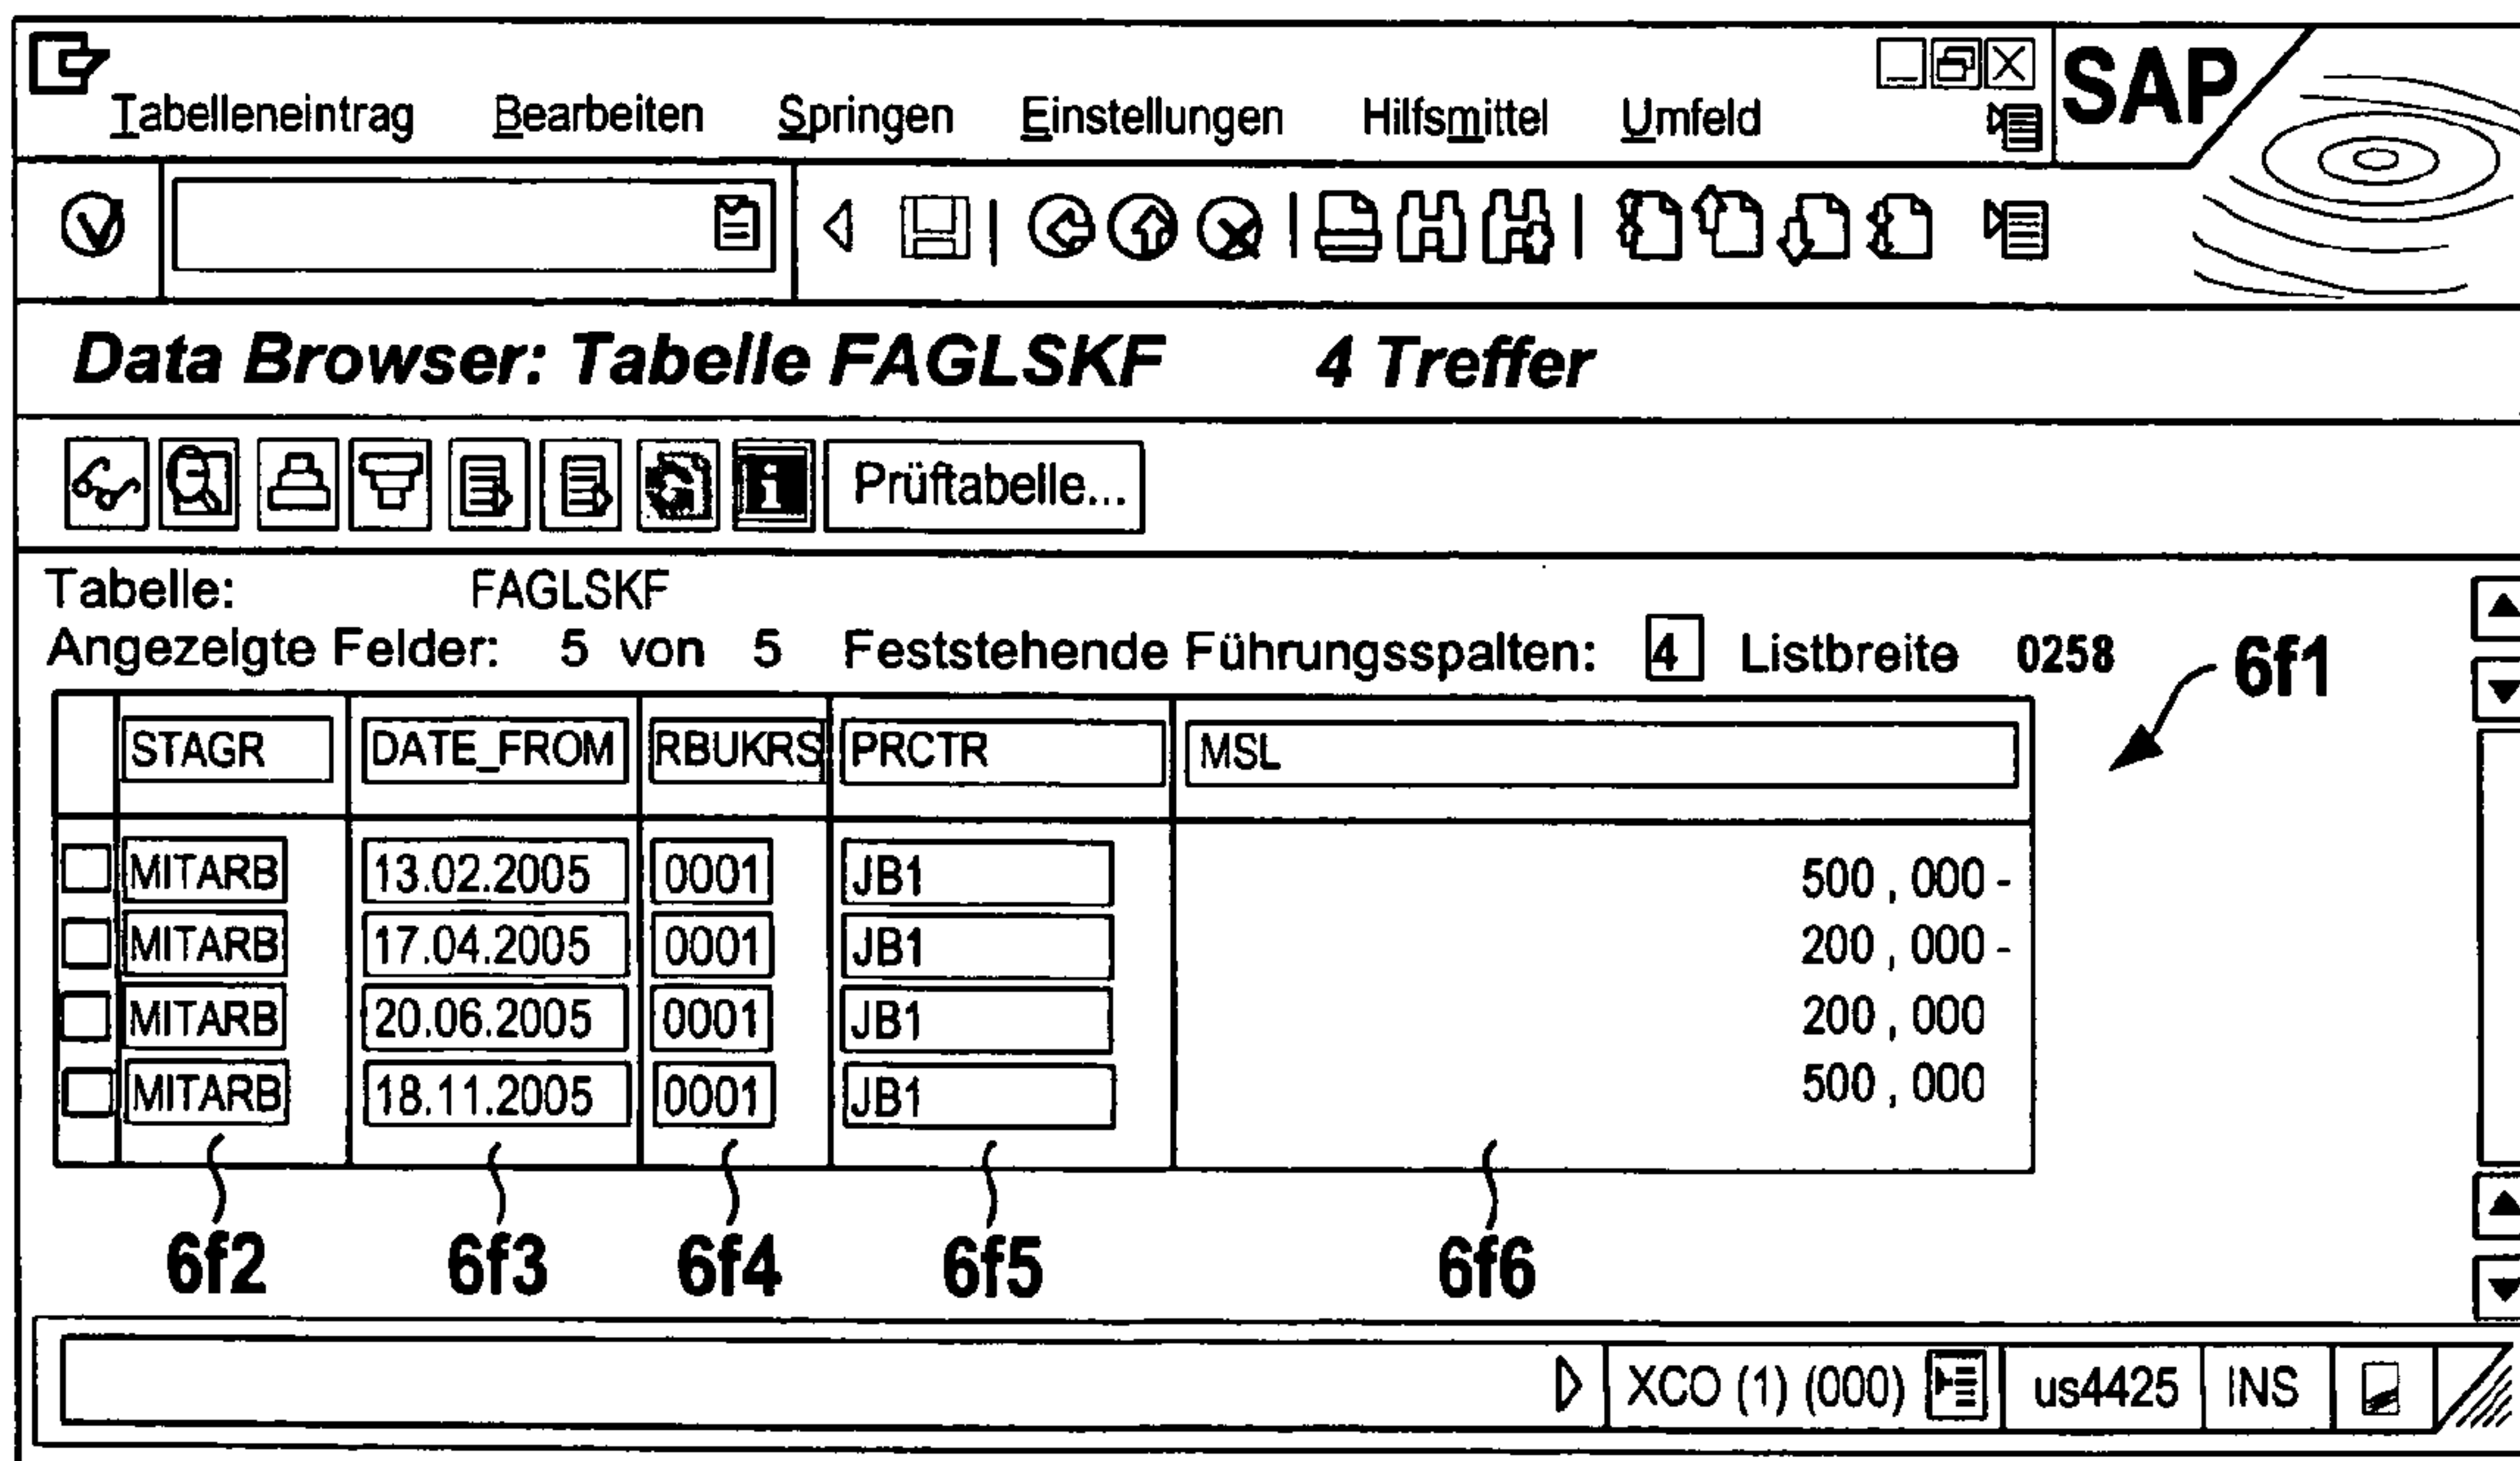 SAP
Tabelleneintrag Bearbeiten Springen Einstellungen Hilfsmittel Umfeld
Data Browser: Tabelle FAGLSKF 4 Treffer
i Prüftabelle...
Tabelle: FAGLSKF
Angezeigte Felder: 5 von 5 Feststehende Führungsspalten: 4 Listbreite 0258
6f1
STAGR DATE_FROM RBUKRS PRCTR MSL
MITARB 13.02.2005 0001 JB1 500 , 000 -
MITARB 17.04.2005 0001 JB1 200 , 000 -
MITARB 20.06.2005 0001 JB1 200 , 000
MITARB 18.11.2005 0001 JB1 500 , 000
6f2 6f3 6f4 6f5 6f6
XCO (1) (000) us4425 INS